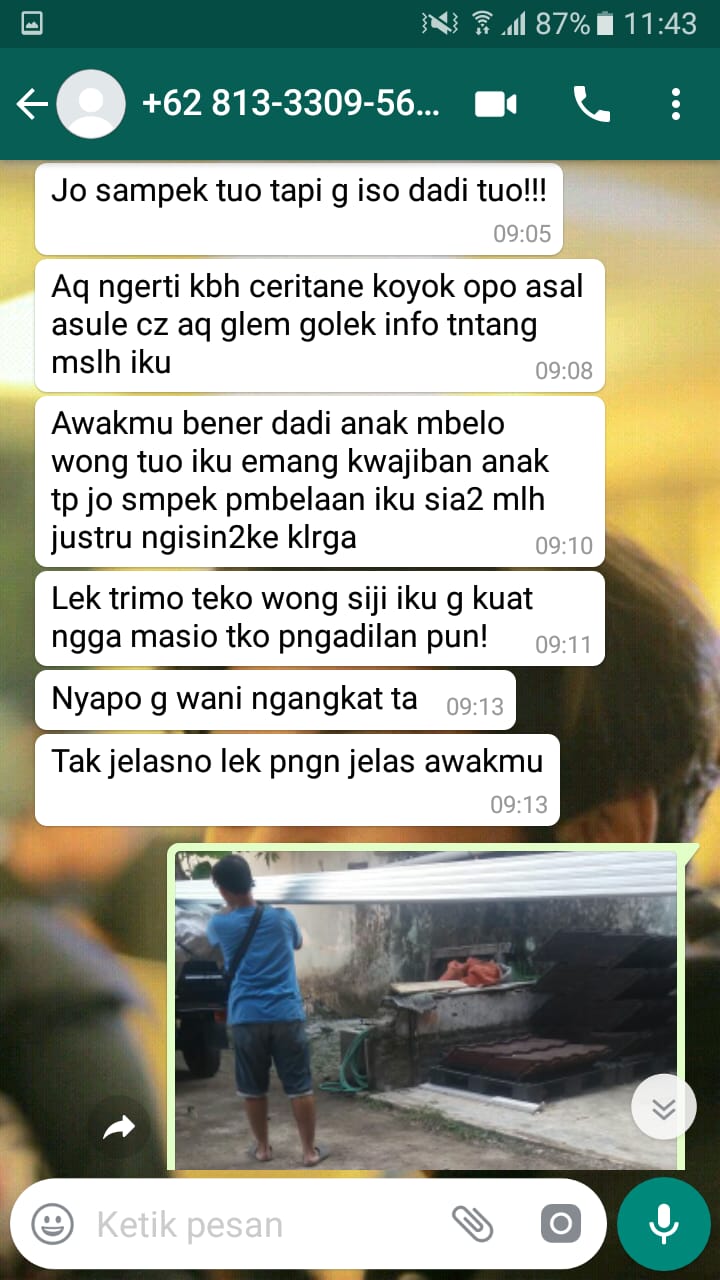 87% 11:43
+62 813-3309-56...
Jo sampek tuo tapi g iso dadi tuo!!!
09:05
Aq ngerti kbh ceritane koyok opo asal
asule cz aq glem golek info tntang
mslh iku
09:08
Awakmu bener dadi anak mbelo
wong tuo iku emang kwajiban anak
tp jo smpek pmbelaan iku sia2 mlh
justru ngisin2ke klrga
09:10
Lek trimo teko wong siji iku g kuat
ngga masio tko pngadilan pun!
09:11
Nyapo g wani ngangkat ta
09:13
Tak jelasno lek pngn jelas awakmu
09:13
Ketik pesan